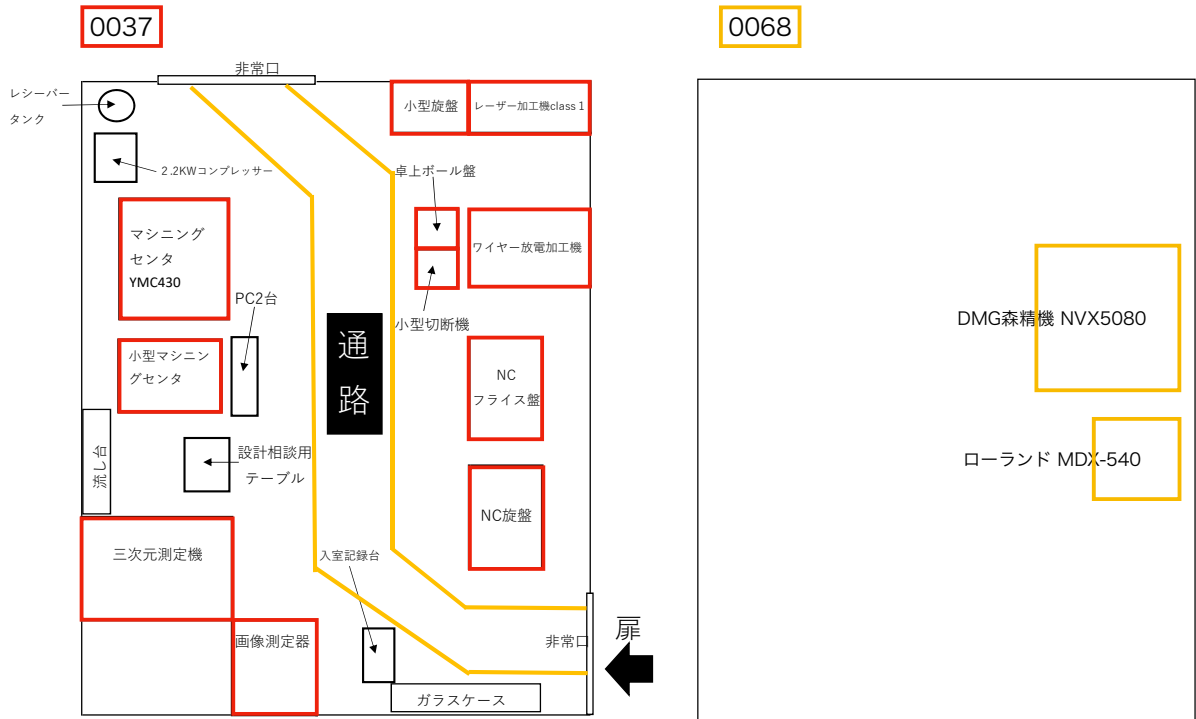 0037
0068
非常口
レシーバー
タンク
小型旋盤
レーザー加工機class１
2.2KWコンプレッサー
卓上ボール盤
マシニング
センタ
YMC430
ワイヤー放電加工機
PC2台
小型切断機
通
路
DMG森精機 NVX5080
小型マシニン
グセンタ
NC
フライス盤
流し台
設計相談用
テーブル
ローランド MDX-540
NC旋盤
三次元測定機
入室記録台
画像測定器
非常口
扉
ガラスケース